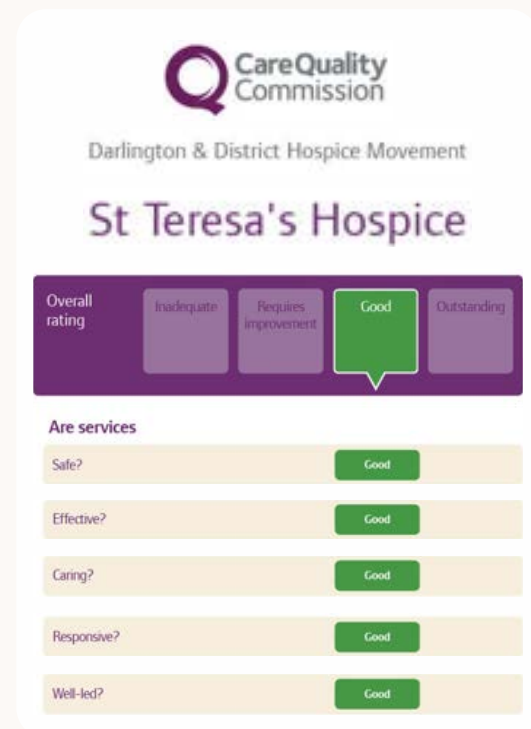 CareQuality
Commission
Darlington & District Hospice Movement
St Teresa's Hospice
Overall
rating
Inadequate
Requires
improvement
Good
Outstanding
Are services
Safe?
Good
Effective?
Good
Caring?
Good
Responsive?
Good
Well-led?
Good